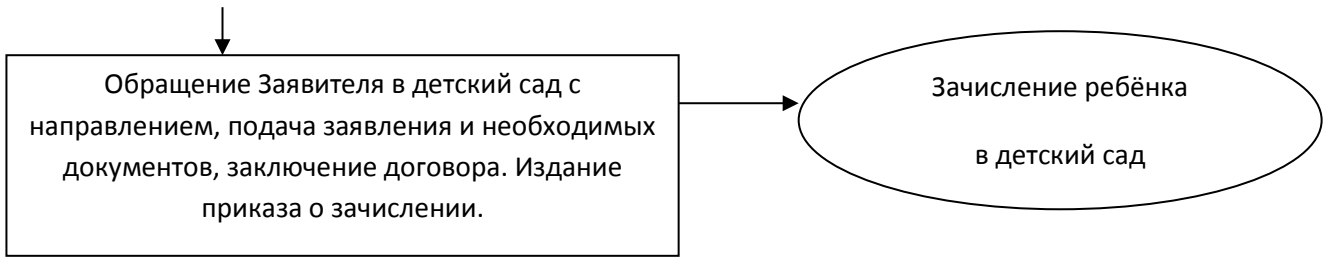 Обращение Заявителя в детский сад с
направлением, подача заявления и необходимых
документов, заключение договора. Издание
приказа о зачислении.
Зачисление ребёнка
в детский сад